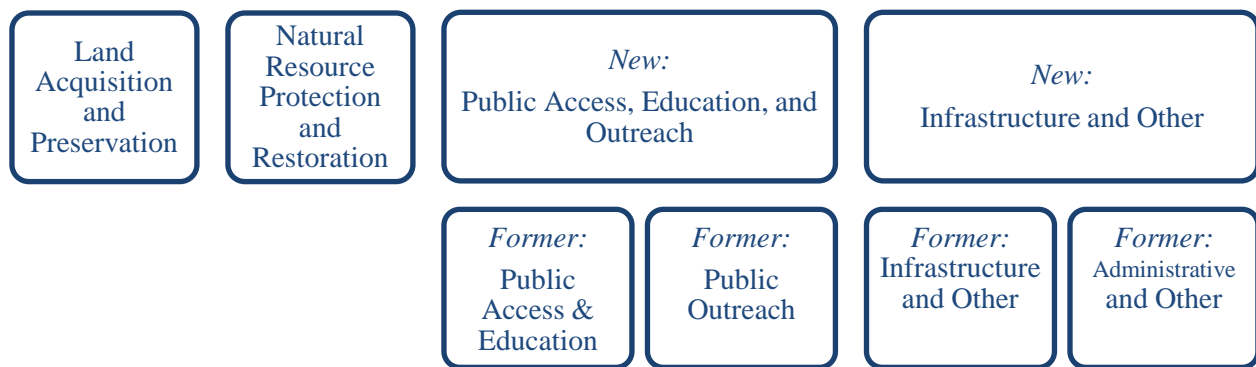 Land
Acquisition
and
Preservation
Natural
Resource
Protection
and
Restoration
New:
Public Access, Education, and
Outreach
New:
Infrastructure and Other
Former:
Public
Access &
Education
Former:
Public
Outreach
Former:
Infrastructure
and Other
Former:
Administrative
and Other